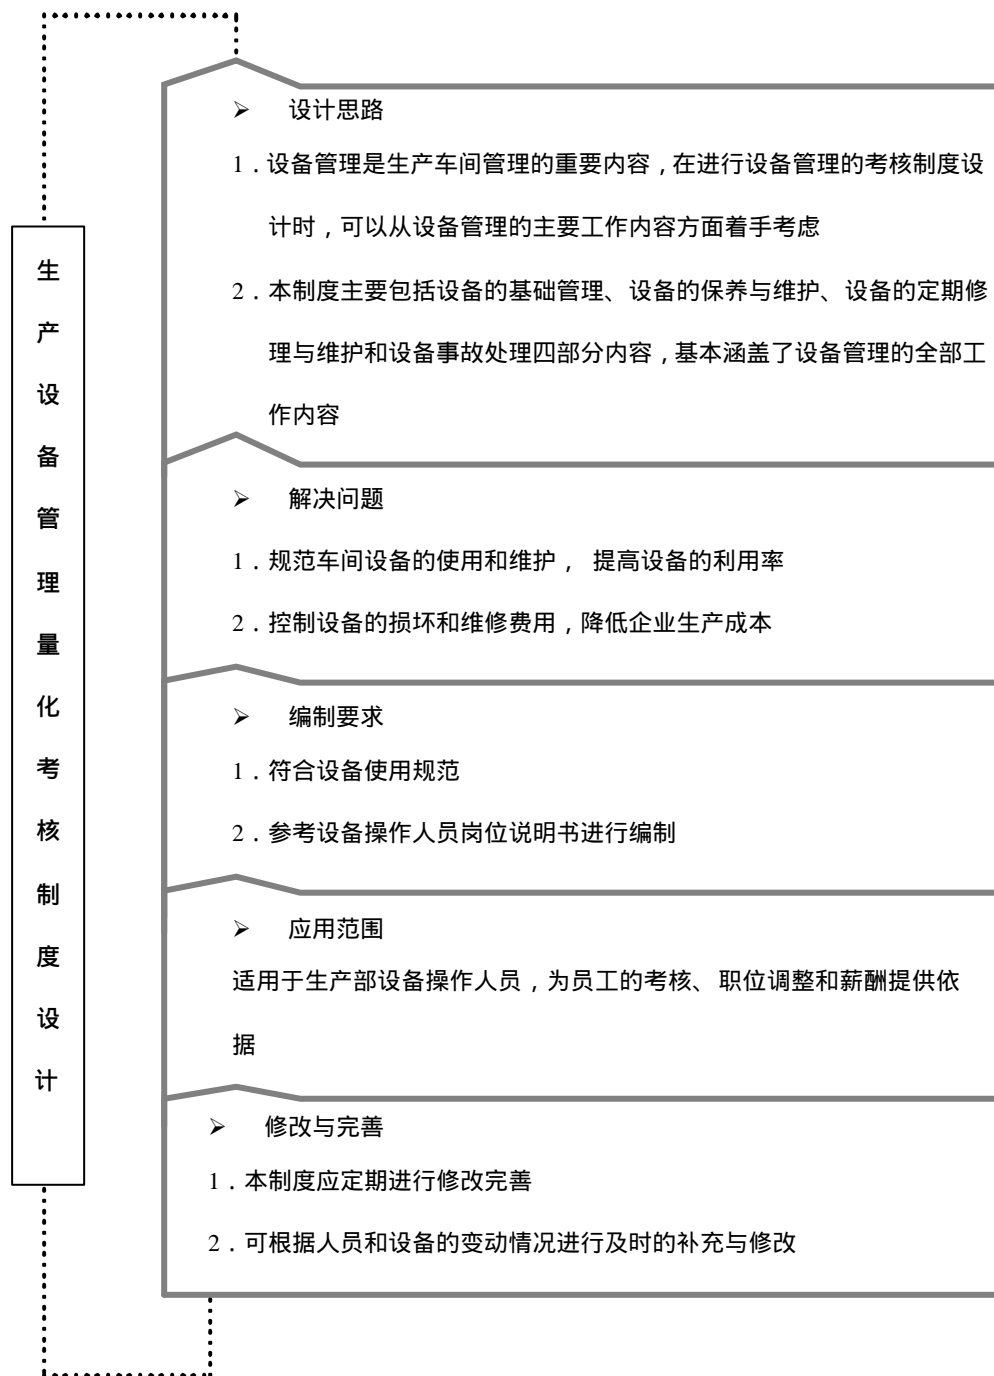 生产设备管理量化考核制度设计
➢ 设计思路
1．设备管理是生产车间管理的重要内容，在进行设备管理的考核制度设
计时，可以从设备管理的主要工作内容方面着手考虑
2．本制度主要包括设备的基础管理、设备的保养与维护、设备的定期修
理与维护和设备事故处理四部分内容，基本涵盖了设备管理的全部工
作内容
➢ 解决问题
1．规范车间设备的使用和维护， 提高设备的利用率
2．控制设备的损坏和维修费用，降低企业生产成本
➢ 编制要求
1．符合设备使用规范
2．参考设备操作人员岗位说明书进行编制
➢ 应用范围
适用于生产部设备操作人员，为员工的考核、职位调整和薪酬提供依
据
➢ 修改与完善
1．本制度应定期进行修改完善
2．可根据人员和设备的变动情况进行及时的补充与修改